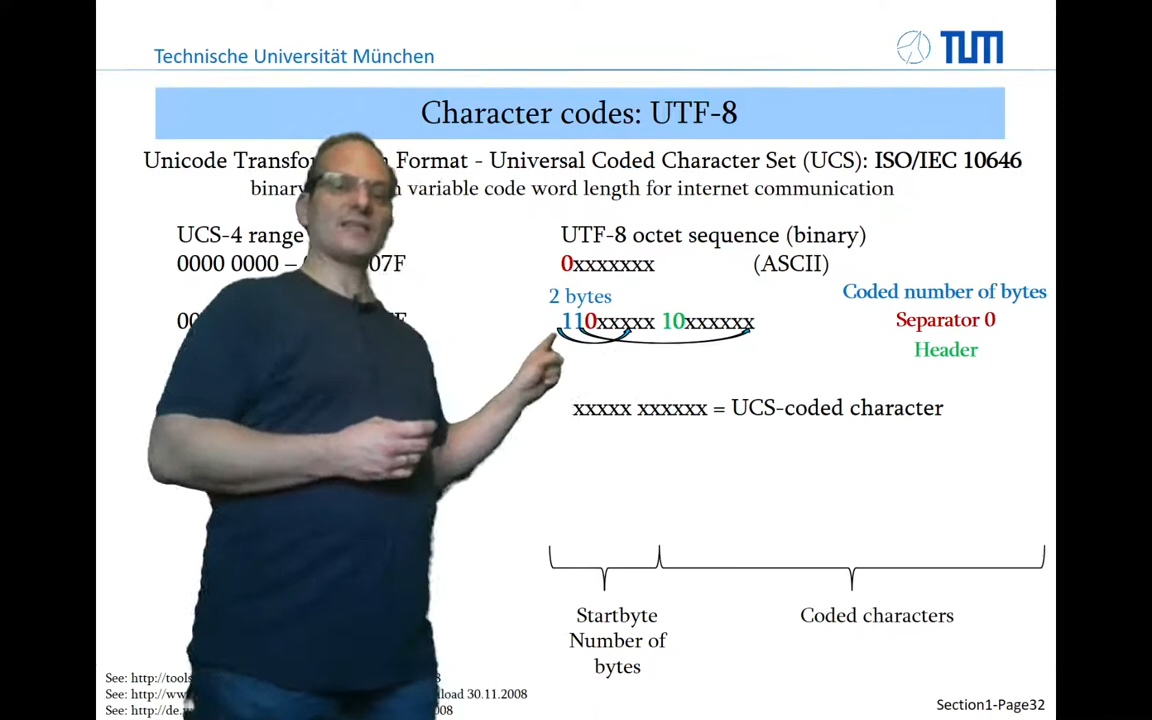 Technische Universität München
TUM
Character codes: UTF-8
Unicode Format - Universal Coded Character Set (UCS): ISO/IEC 10646
binary variable code word length for internet communication
UCS-4 range
UTF-8 octet sequence (binary)
0000 0000 – 07F
0xxxxxxx (ASCII)
2 bytes
Coded number of bytes
110xxxxx 10xxxxxx
Separator 0
Header
xxxxx xxxxxx = UCS-coded character
Startbyte
Number of
bytes
Coded characters
See: http://tools
See: http://ww load 30.11.2008
See: http://de. 008
Section1-Page32